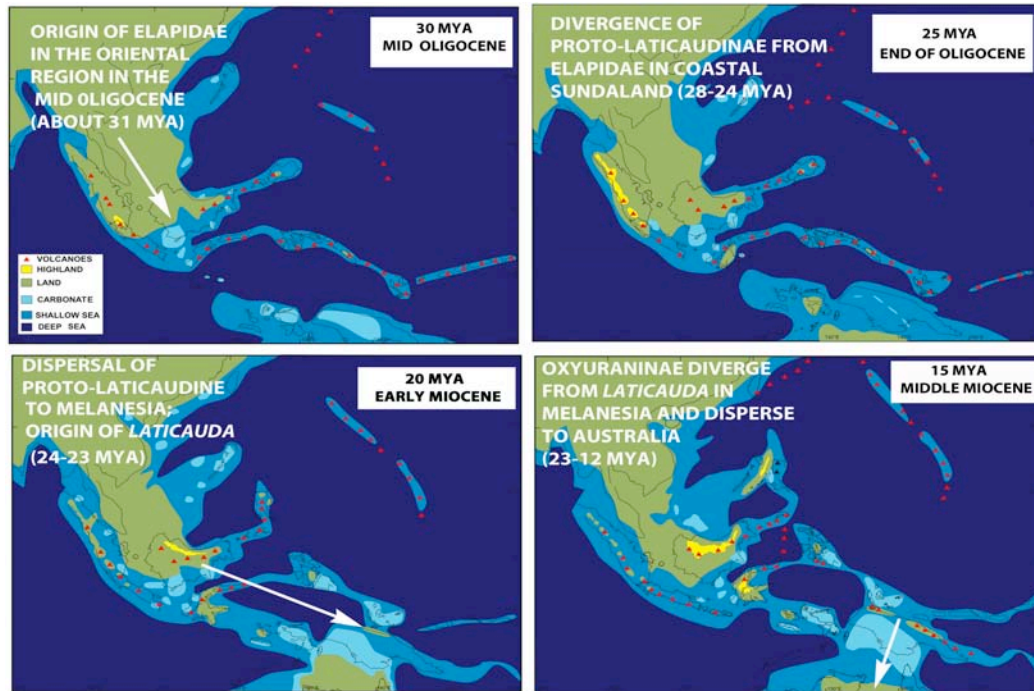 ORIGIN OF ELAPIDAE
IN THE ORIENTAL
REGION IN THE
MID 0LIGOCENE
(ABOUT 31 MYA)
30 MYA
MID OLIGOCENE
VOLCANOES
HIGHLAND
LAND
CARBONATE
SHALLOW SEA
DEEP SEA
DIVERGENCE OF
PROTO-LATICAUDINAE FROM
ELAPIDAE IN COASTAL
SUNDALAND (28-24 MYA)
25 MYA
END OF OLIGOCENE
DISPERSAL OF
PROTO-LATICAUDINE
TO MELANESIA;
ORIGIN OF LATICAUDA
(24-23 MYA)
20 MYA
EARLY MIOCENE
OXYURANINAE DIVERGE
FROM LATICAUDA IN
MELANESIA AND DISPERSE
TO AUSTRALIA
(23-12 MYA)
15 MYA
MIDDLE MIOCENE